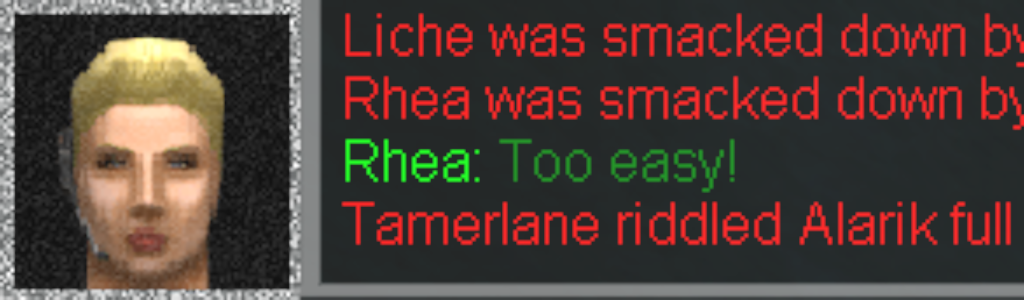 Liche was smacked down by
Rhea was smacked down by
Rhea: Too easy!
Tamerlane riddled Alarik full